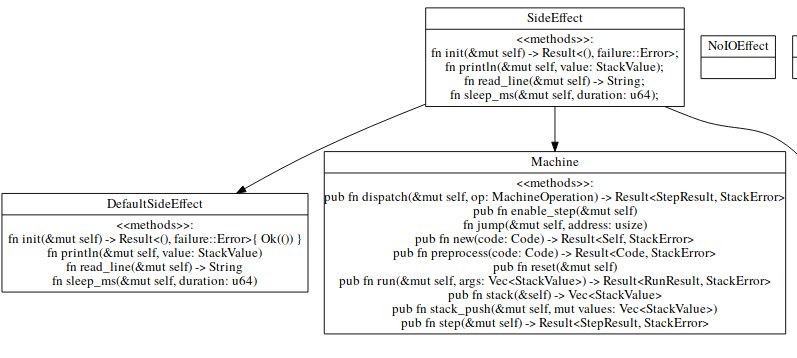 SideEffect
<<methods>>:
fn init(&mut self) -> Result<(), failure::Error>;
fn println(&mut self, value: StackValue);
fn read_line(&mut self) -> String;
fn sleep_ms(&mut self, duration: u64);
NoIOEffect
DefaultSideEffect
<<methods>>:
fn init(&mut self) -> Result<(), failure::Error>{ Ok(()) }
fn println(&mut self, value: StackValue)
fn read_line(&mut self) -> String
fn sleep_ms(&mut self, duration: u64)
Machine
<<methods>>:
pub fn dispatch(&mut self, op: MachineOperation) -> Result<StepResult, StackError>
pub fn enable_step(&mut self)
fn jump(&mut self, address: usize)
pub fn new(code: Code) -> Result<Self, StackError>
pub fn preprocess(code: Code) -> Result<Code, StackError>
pub fn reset(&mut self)
pub fn run(&mut self, args: Vec<StackValue>) -> Result<RunResult, StackError>
pub fn stack(&self) -> Vec<StackValue>
pub fn stack_push(&mut self, mut values: Vec<StackValue>)
pub fn step(&mut self) -> Result<StepResult, StackError>